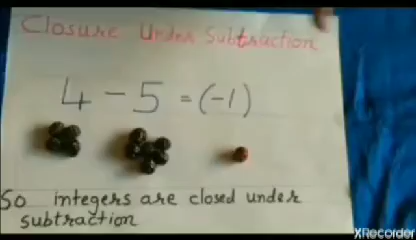 Closure Under Subtraction
4 - 5 = (-1)
So integers are closed under
subtraction
XRecorder